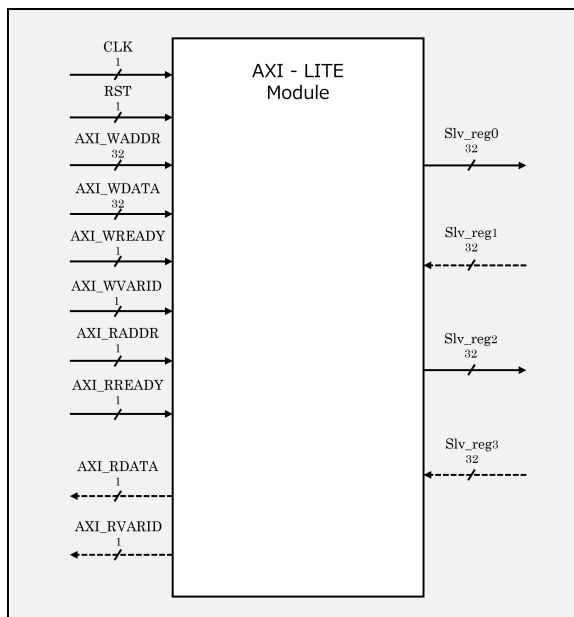 CLK
1
RST
1
AXI_WADDR
32
AXI_WDATA
32
AXI_WREADY
1
AXI_WVARID
1
AXI_RADDR
1
AXI_RREADY
1
AXI_RDATA
1
AXI_RVARID
1
AXI - LITE
Module
Slv_reg0
32
Slv_reg1
32
Slv_reg2
32
Slv_reg3
32